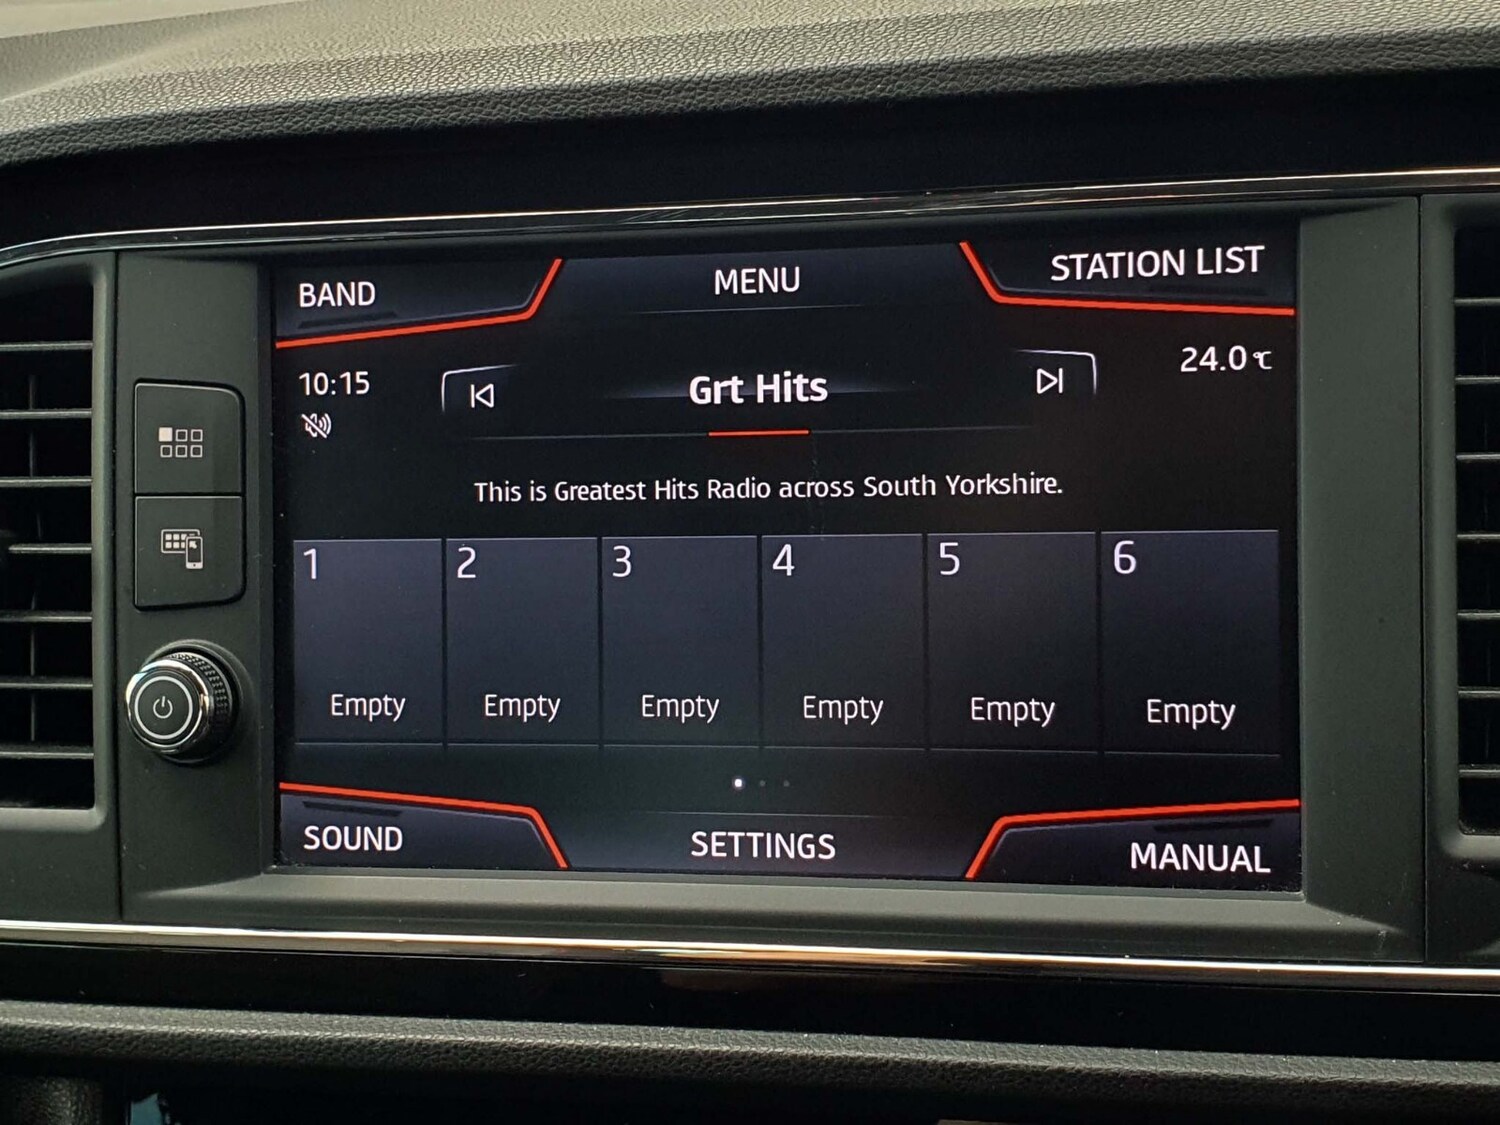 BAND
MENU
STATION LIST
10:15
Grt Hits
24.0℃
This is Greatest Hits Radio across South Yorkshire.
1
2
3
4
5
6
Empty
Empty
Empty
Empty
Empty
Empty
SOUND
SETTINGS
MANUAL